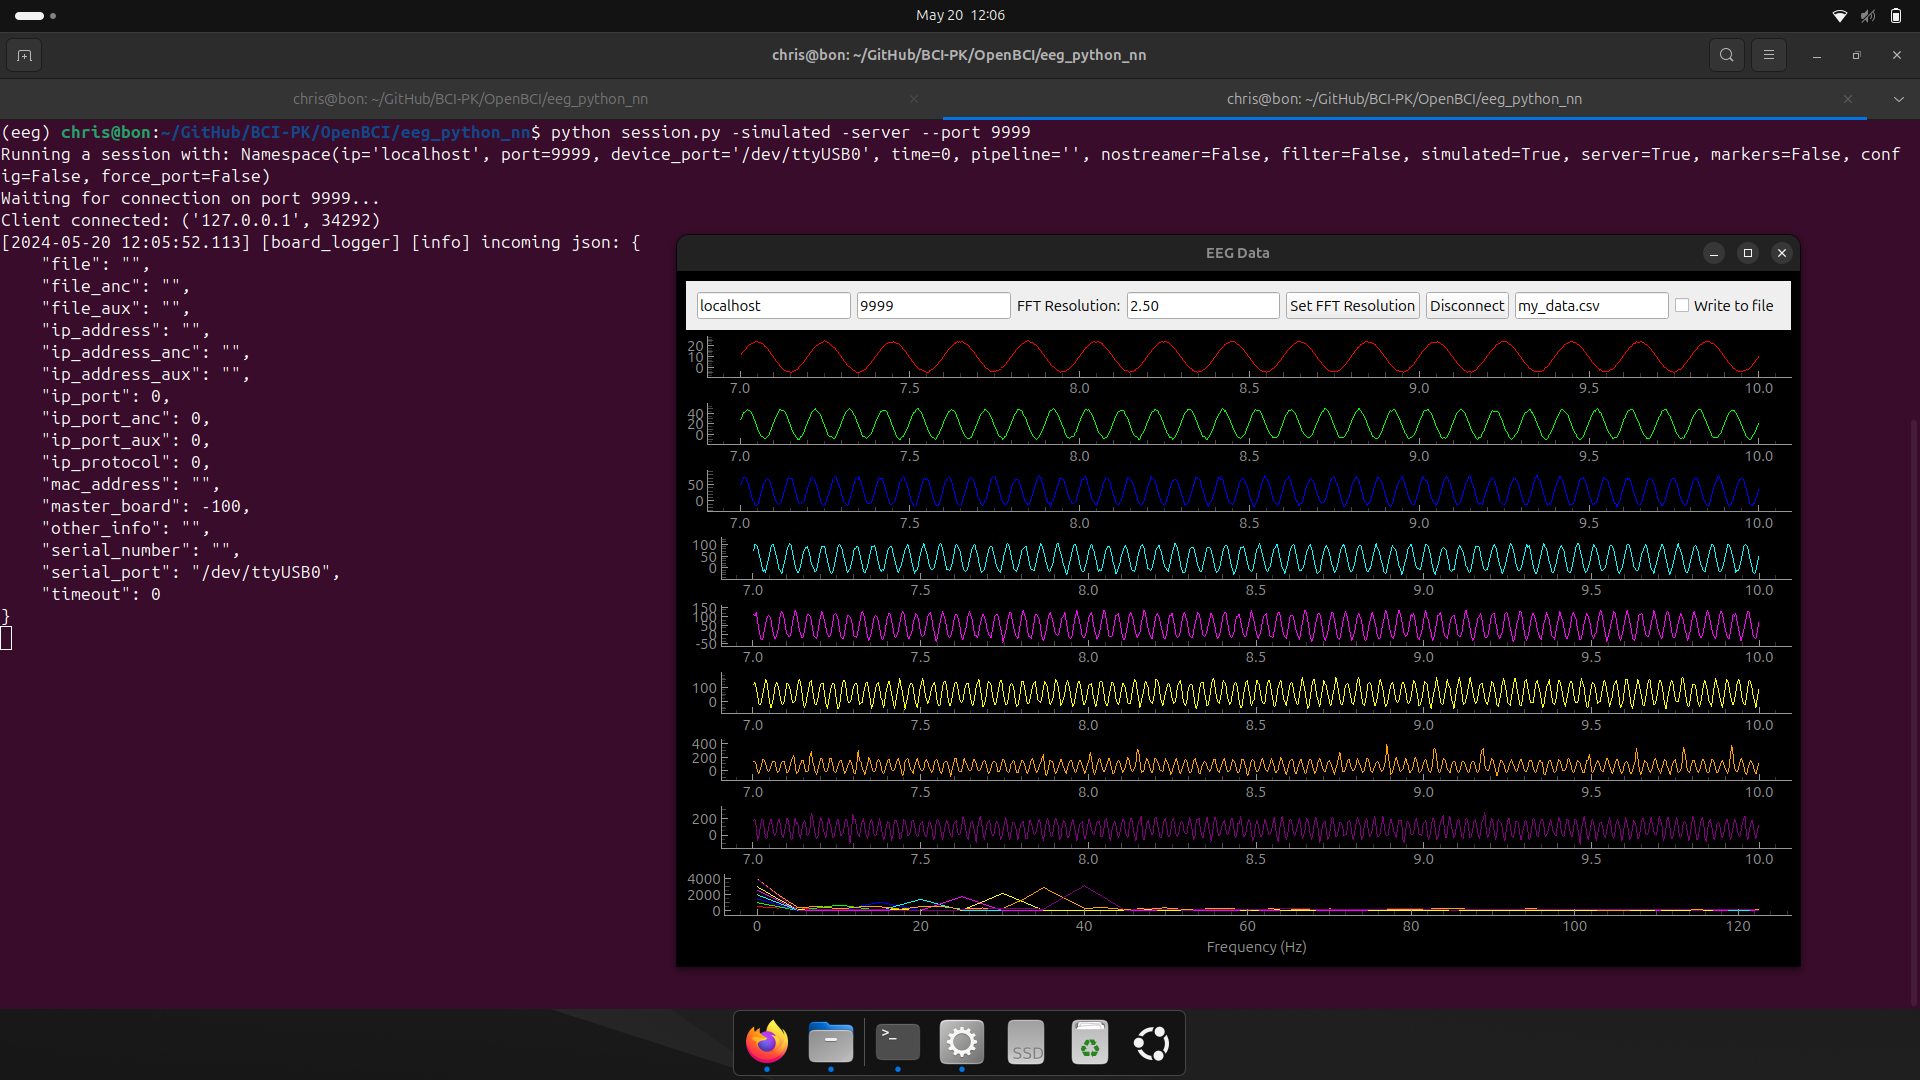 May 20 12:06
chris@bon: ~/GitHub/BCI-PK/OpenBCI/eeg_python_nn
chris@bon: ~/GitHub/BCI-PK/OpenBCI/eeg_python_nn
chris@bon: ~/GitHub/BCI-PK/OpenBCI/eeg_python_nn
(eeg) chris@bon:~/GitHub/BCI-PK/OpenBCI/eeg_python_nn$ python session.py -simulated -server --port 9999
Running a session with: Namespace(ip='localhost', port=9999, device_port='/dev/ttyUSB0', time=0, pipeline='', nostreamer=False, filter=False, simulated=True, server=True, markers=False, conf
ig=False, force_port=False)
Waiting for connection on port 9999...
Client connected: ('127.0.0.1', 34292)
[2024-05-20 12:05:52.113] [board_logger] [info] incoming json: {
"file": "",
"file_anc": "",
"file_aux": "",
"ip_address": "",
"ip_address_anc": "",
"ip_address_aux": "",
"ip_port": 0,
"ip_port_anc": 0,
"ip_port_aux": 0,
"ip_protocol": 0,
"mac_address": "",
"master_board": -100,
"other_info": "",
"serial_number": "",
"serial_port": "/dev/ttyUSB0",
"timeout": 0
}
EEG Data
localhost 9999 FFT Resolution: 2.50 Set FFT Resolution Disconnect my_data.csv Write to file
20
10
0
7.0 7.5 8.0 8.5 9.0 9.5 10.0
40
20
0
7.0 7.5 8.0 8.5 9.0 9.5 10.0
50
0
7.0 7.5 8.0 8.5 9.0 9.5 10.0
100
50
0
7.0 7.5 8.0 8.5 9.0 9.5 10.0
150
100
50
0
-50
7.0 7.5 8.0 8.5 9.0 9.5 10.0
100
0
7.0 7.5 8.0 8.5 9.0 9.5 10.0
400
200
0
7.0 7.5 8.0 8.5 9.0 9.5 10.0
200
0
7.0 7.5 8.0 8.5 9.0 9.5 10.0
4000
2000
0
0 20 40 60 80 100 120
Frequency (Hz)
>_
SSD